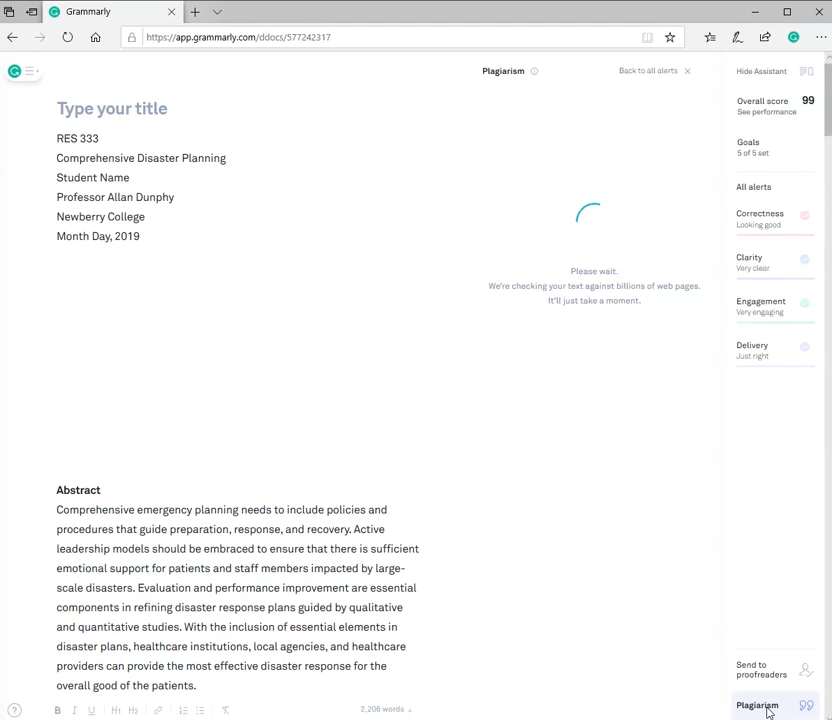 Grammarly
https://app.grammarly.com/ddocs/577242317
Plagiarism
Back to all alerts
Type your title
RES 333
Comprehensive Disaster Planning
Student Name
Professor Allan Dunphy
Newberry College
Month Day, 2019
Please wait.
We're checking your text against billions of web pages.
It'll just take a moment.
Abstract
Comprehensive emergency planning needs to include policies and
procedures that guide preparation, response, and recovery. Active
leadership models should be embraced to ensure that there is sufficient
emotional support for patients and staff members impacted by large-
scale disasters. Evaluation and performance improvement are essential
components in refining disaster response plans guided by qualitative
and quantitative studies. With the inclusion of essential elements in
disaster plans, healthcare institutions, local agencies, and healthcare
providers can provide the most effective disaster response for the
overall good of the patients.
B I U H1 H2
2,206 words
Hide Assistant
Overall score 99
See performance
Goals
5 of 5 set
All alerts
Correctness
Looking good
Clarity
Very clear
Engagement
Very engaging
Delivery
Just right
Send to
proofreaders
Plagiarism